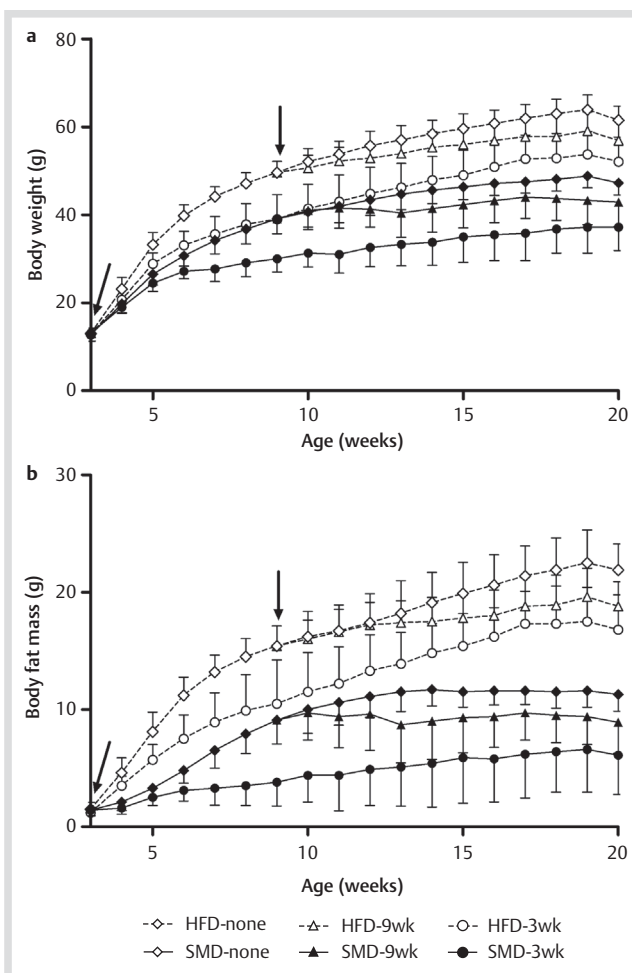 a
80
60
40
20
0
Body weight (g)
5 10 15 20
Age (weeks)
b
30
20
10
0
Body fat mass (g)
5 10 15 20
Age (weeks)
HFD-none HFD-9wk HFD-3wk
SMD-none SMD-9wk SMD-3wk